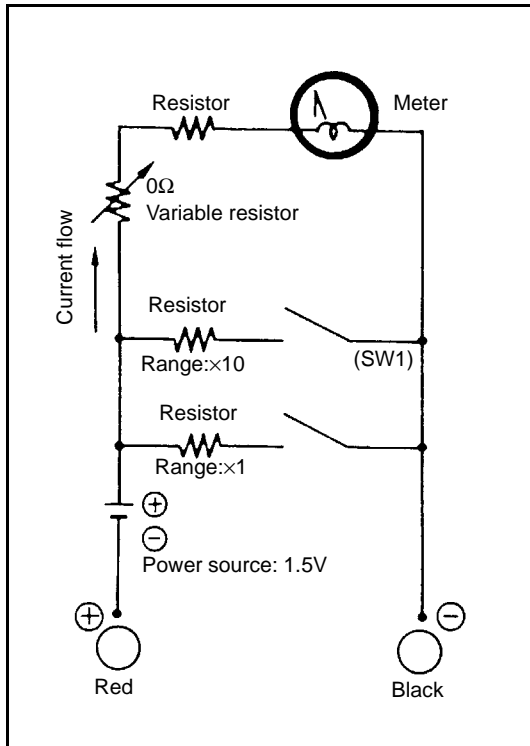 Resistor
Meter
0Ω
Variable resistor
Current flow
Resistor
Range:×10
(SW1)
Resistor
Range:×1
⊕
⊖
Power source: 1.5V
⊕
⊖
Red
Black